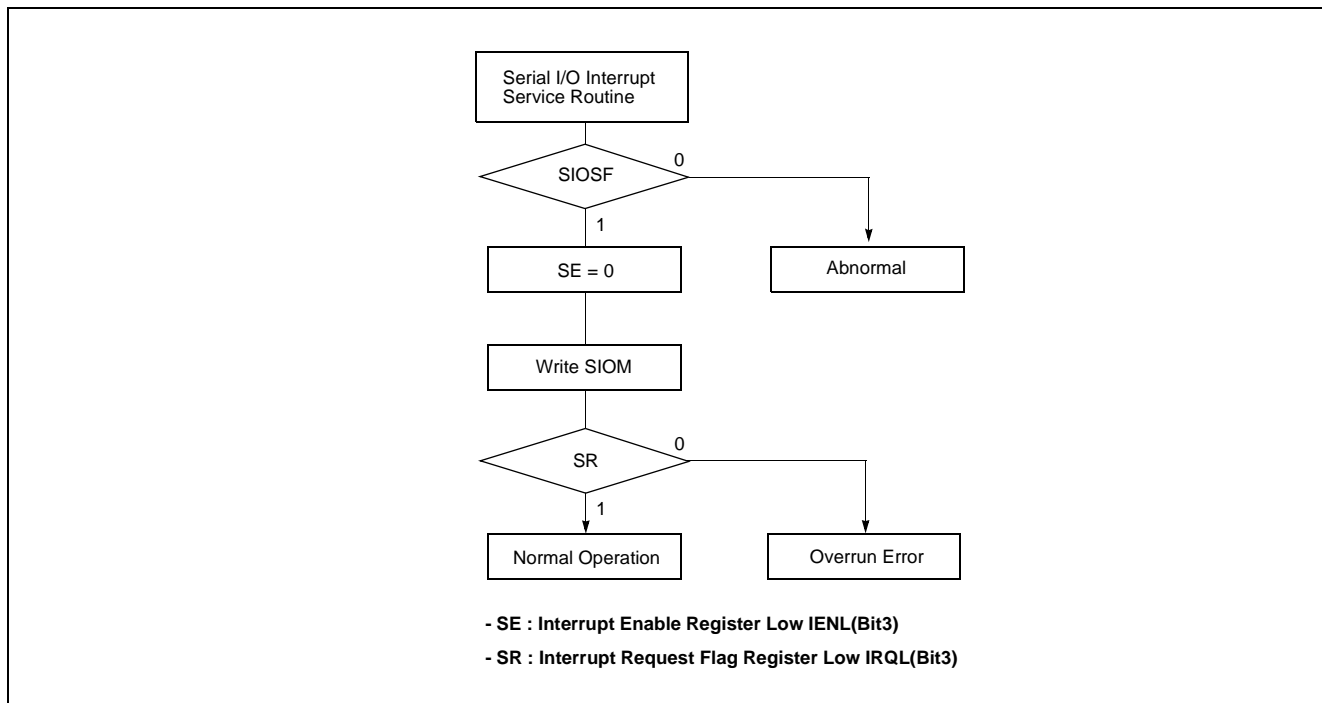 Serial I/O Interrupt
Service Routine
SIOSF
0
1
SE = 0
Abnormal
Write SIOM
SR
0
1
Normal Operation
Overrun Error
- SE : Interrupt Enable Register Low IENL(Bit3)
- SR : Interrupt Request Flag Register Low IRQL(Bit3)